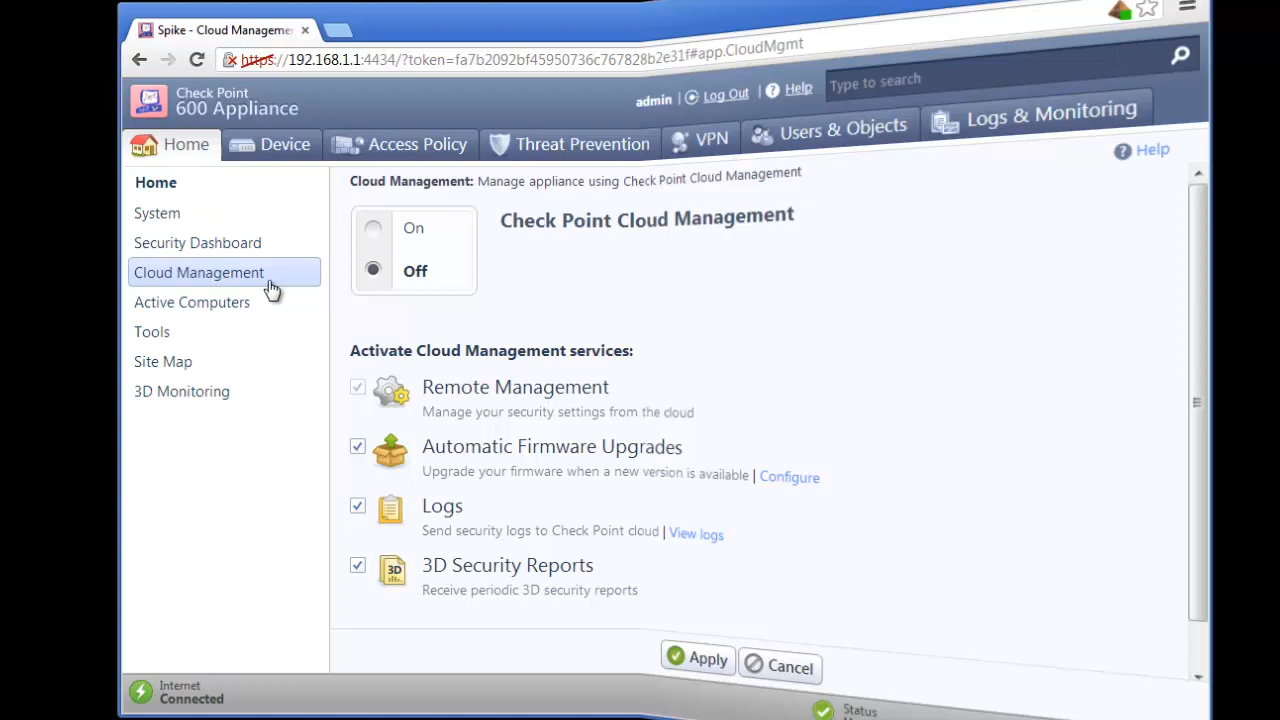 Spike - Cloud Manageme
https://192.168.1.1:4434/?token=fa7b2092bf45950736c767828b2e31f#app.CloudMgmt
Check Point
600 Appliance
admin | Log Out | Help
Type to search
Home Device Access Policy Threat Prevention VPN Users & Objects Logs & Monitoring
Help
Home
System
Security Dashboard
Cloud Management
Active Computers
Tools
Site Map
3D Monitoring
Cloud Management: Manage appliance using Check Point Cloud Management
On
Off
Check Point Cloud Management
Activate Cloud Management services:
Remote Management
Manage your security settings from the cloud
Automatic Firmware Upgrades
Upgrade your firmware when a new version is available | Configure
Logs
Send security logs to Check Point cloud | View logs
3D
3D Security Reports
Receive periodic 3D security reports
Apply Cancel
Internet
Connected
Status